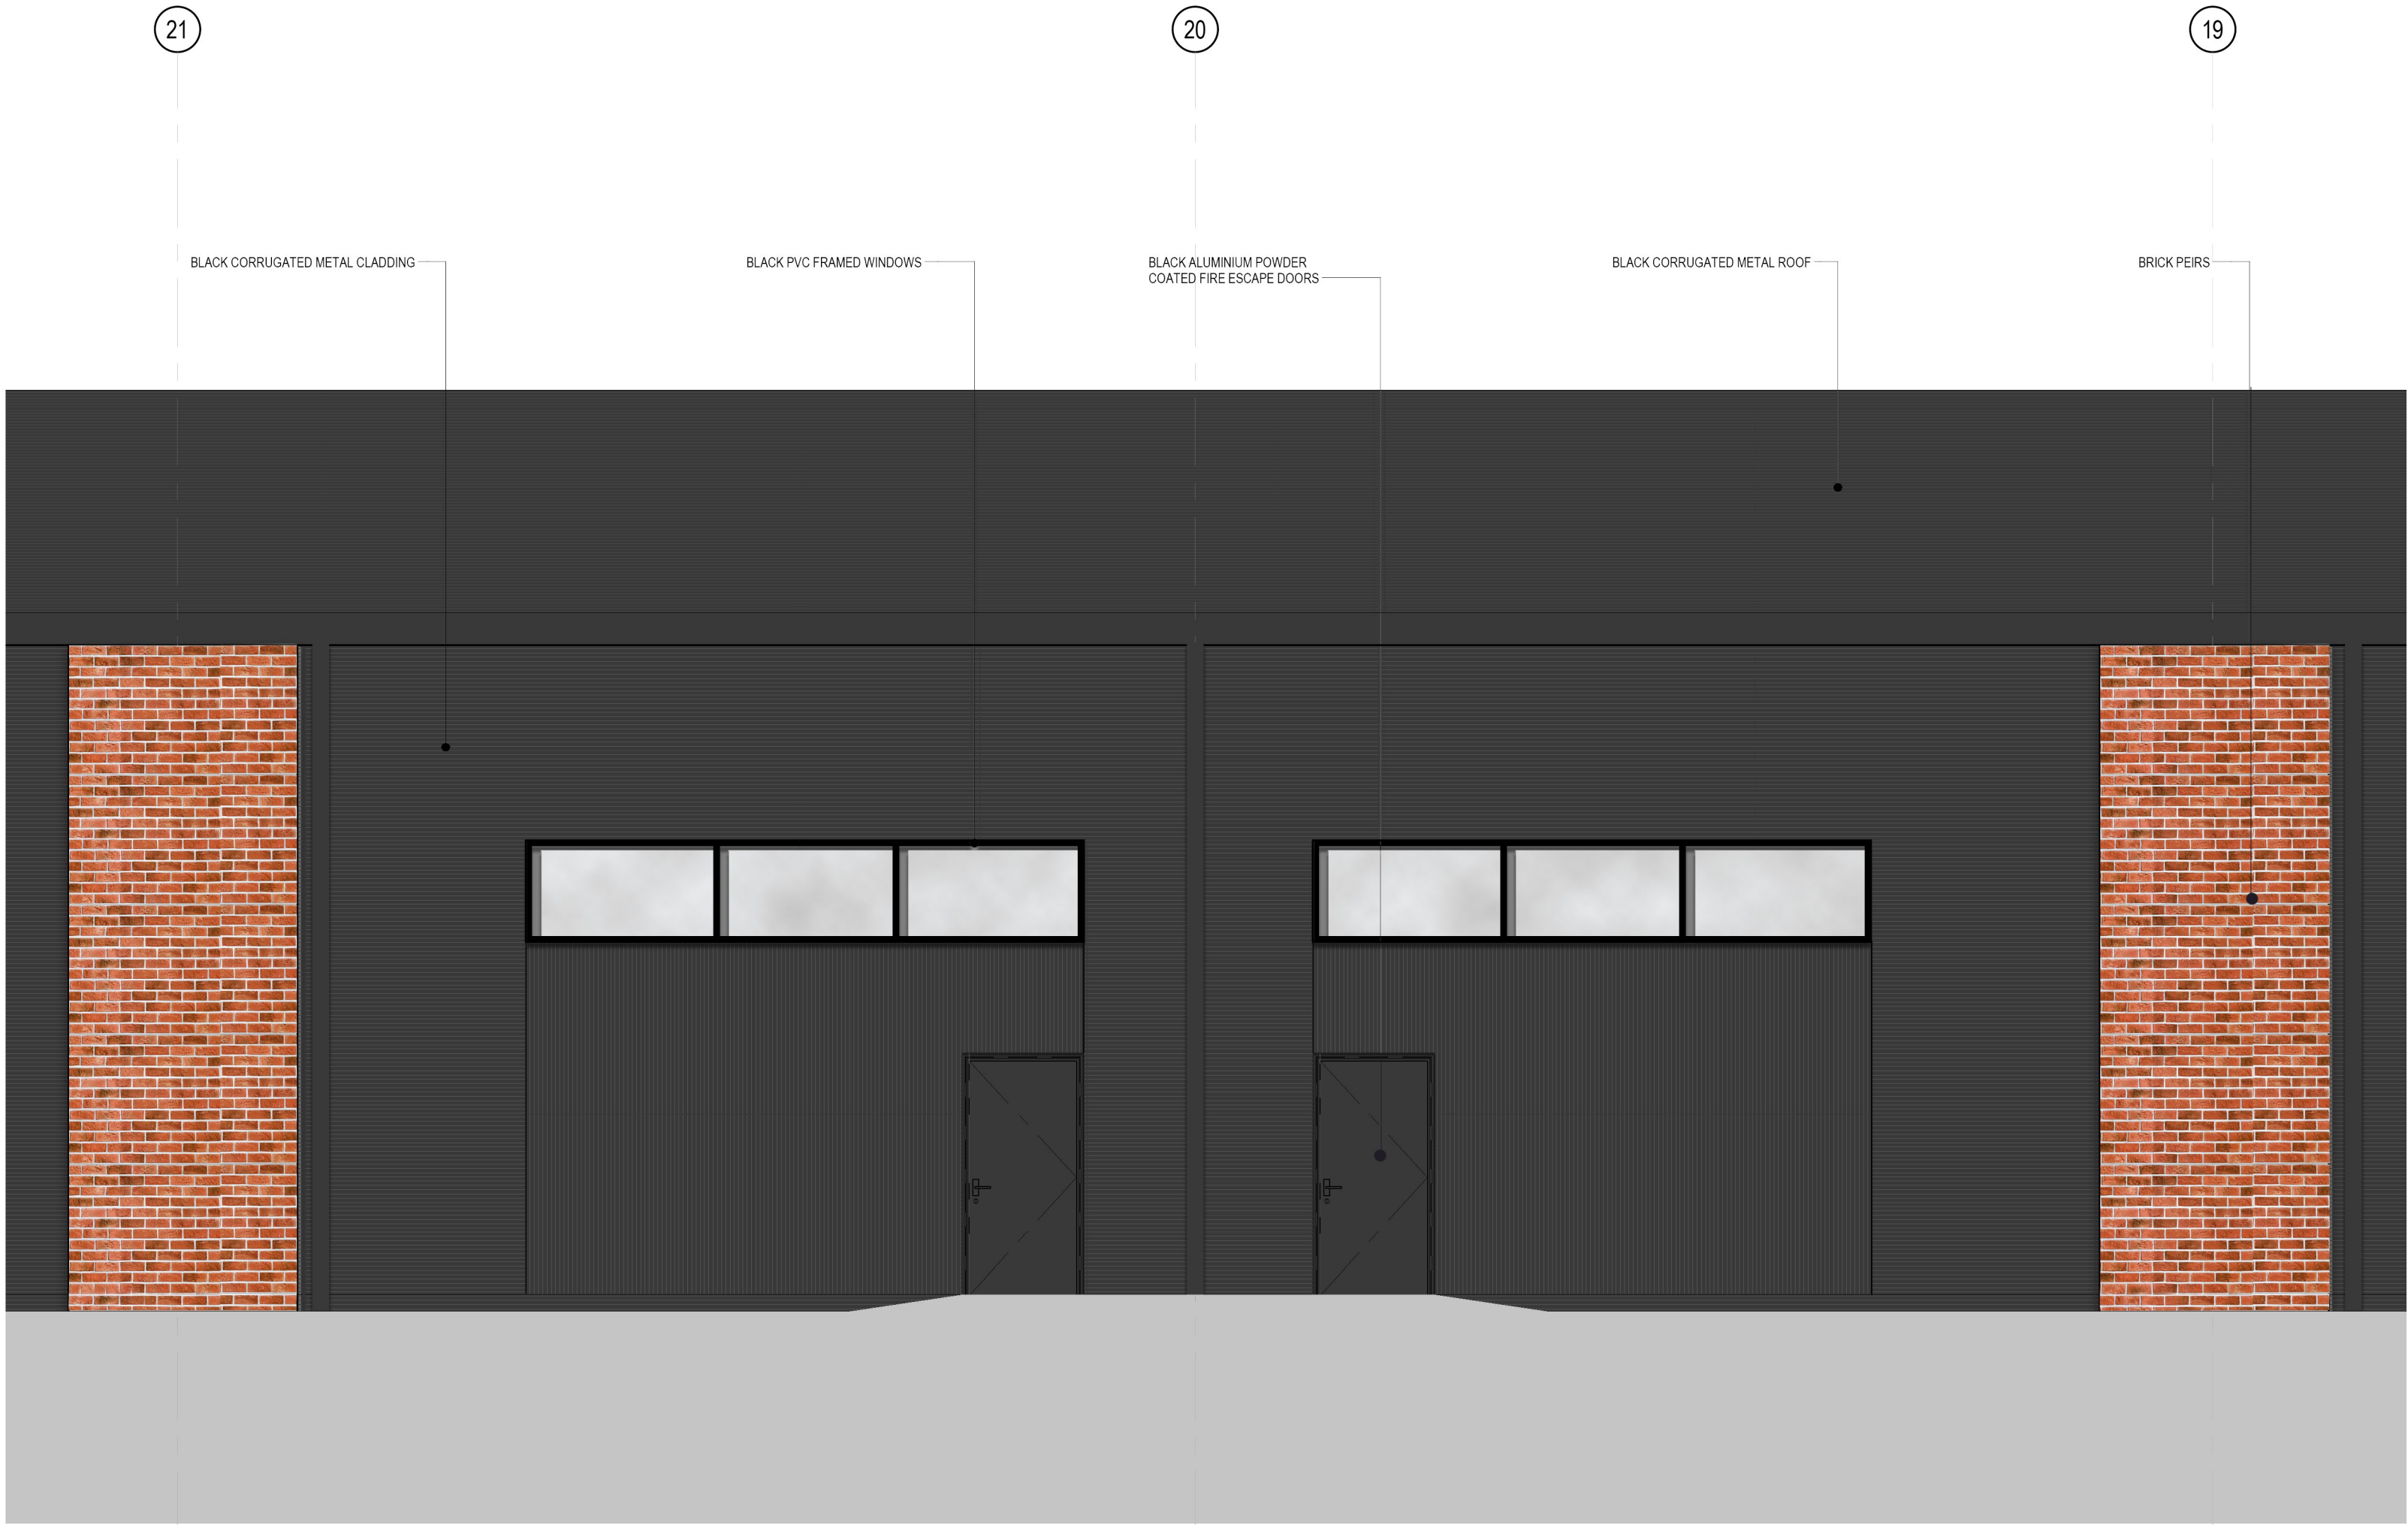 21
20
19
BLACK CORRUGATED METAL CLADDING
BLACK PVC FRAMED WINDOWS
BLACK ALUMINIUM POWDER
COATED FIRE ESCAPE DOORS
BLACK CORRUGATED METAL ROOF
BRICK PEIRS